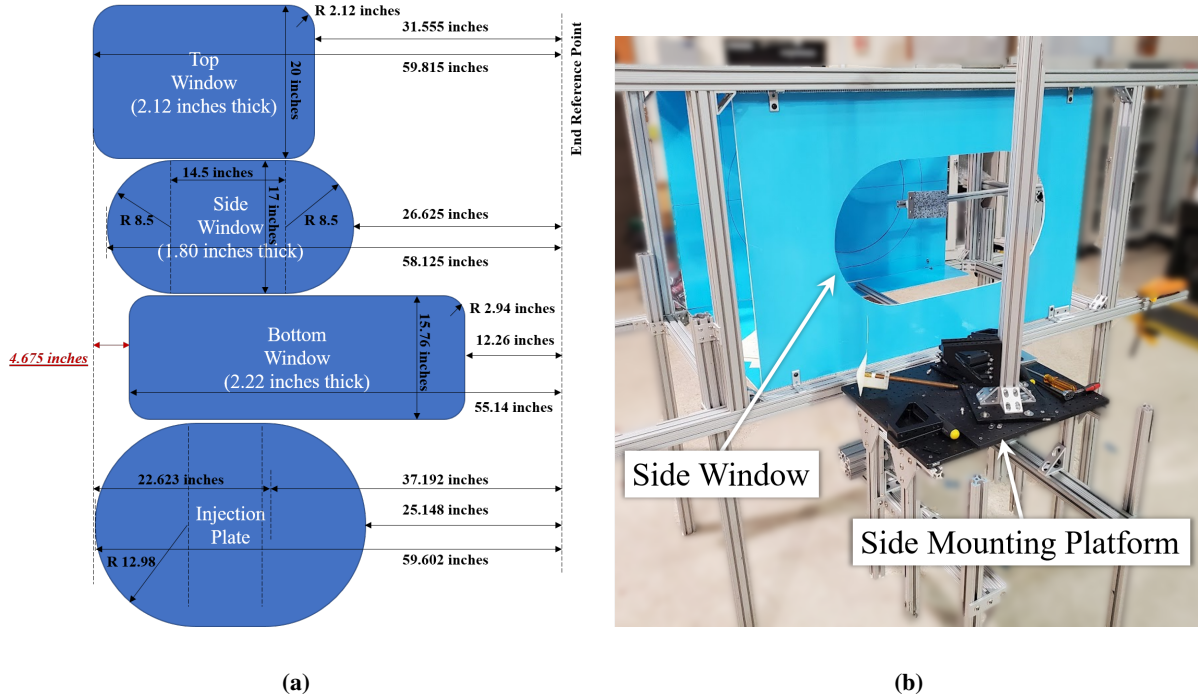 R 2.12 inches
31.555 inches
59.815 inches
Top
Window
(2.12 inches thick)
20 inches
End Reference Point
14.5 inches
17 inches
R 8.5
Side
Window
(1.80 inches thick)
R 8.5
26.625 inches
58.125 inches
R 2.94 inches
Bottom
Window
(2.22 inches thick)
15.76 inches
12.26 inches
4.675 inches
55.14 inches
22.623 inches
37.192 inches
Injection
Plate
25.148 inches
R 12.98
59.602 inches
Side Window
Side Mounting Platform
(a)
(b)